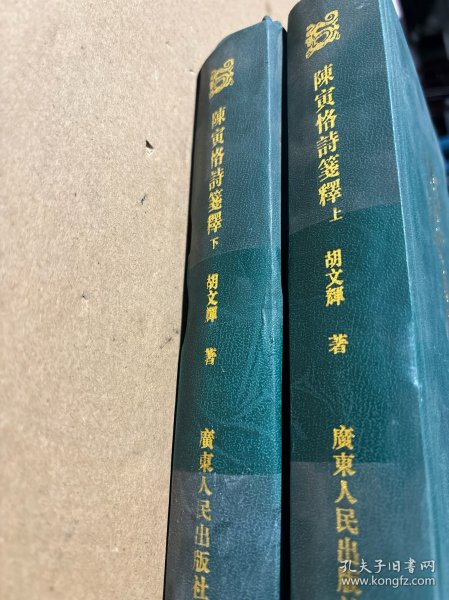 陳寅恪詩箋釋 下 胡文輝 著 廣東人民出版社
陳寅恪詩箋釋 上 胡文輝 著 廣東人民出版
孔夫子旧书网
www.kongfz.com